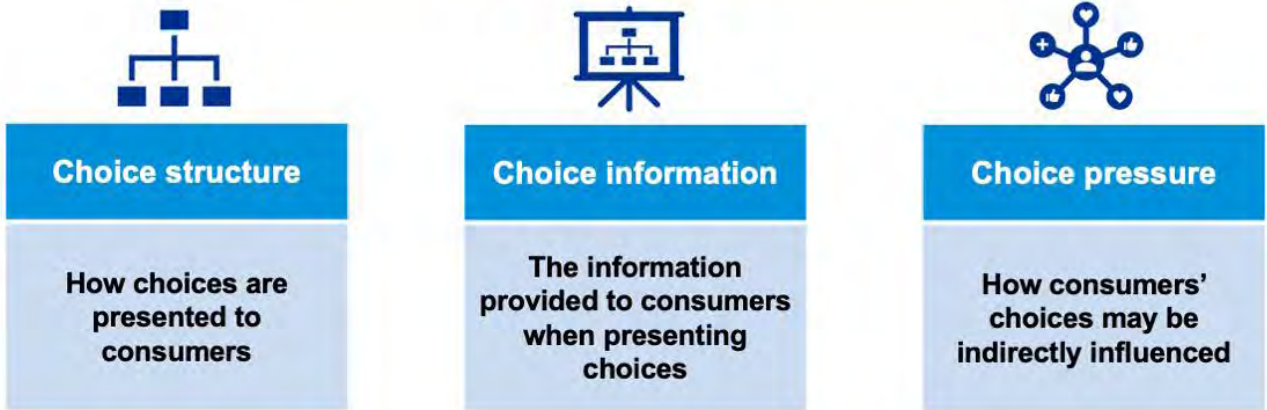 Choice structure
How choices are
presented to
consumers
Choice information
The information
provided to consumers
when presenting
choices
Choice pressure
How consumers’
choices may be
indirectly influenced